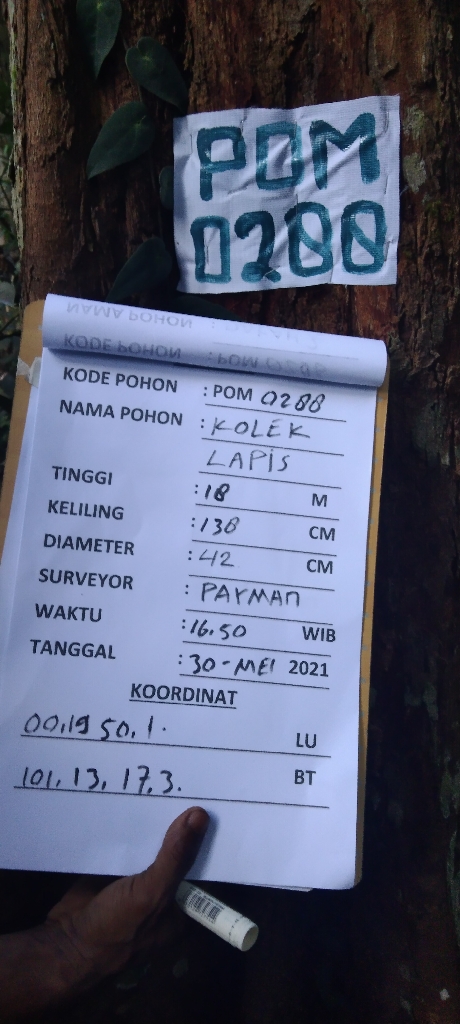 POM
0288
NAMA POHON :
KODE POHON : POM
KODE POHON : POM 0288
NAMA POHON : KOLEK
LAPIS
TINGGI : 18 M
KELILING : 138 CM
DIAMETER : 42 CM
SURVEYOR : PAYMAN
WAKTU : 16.50 WIB
TANGGAL : 30-MEI 2021
KOORDINAT
00.19 50.1. LU
101. 13. 17.3. BT